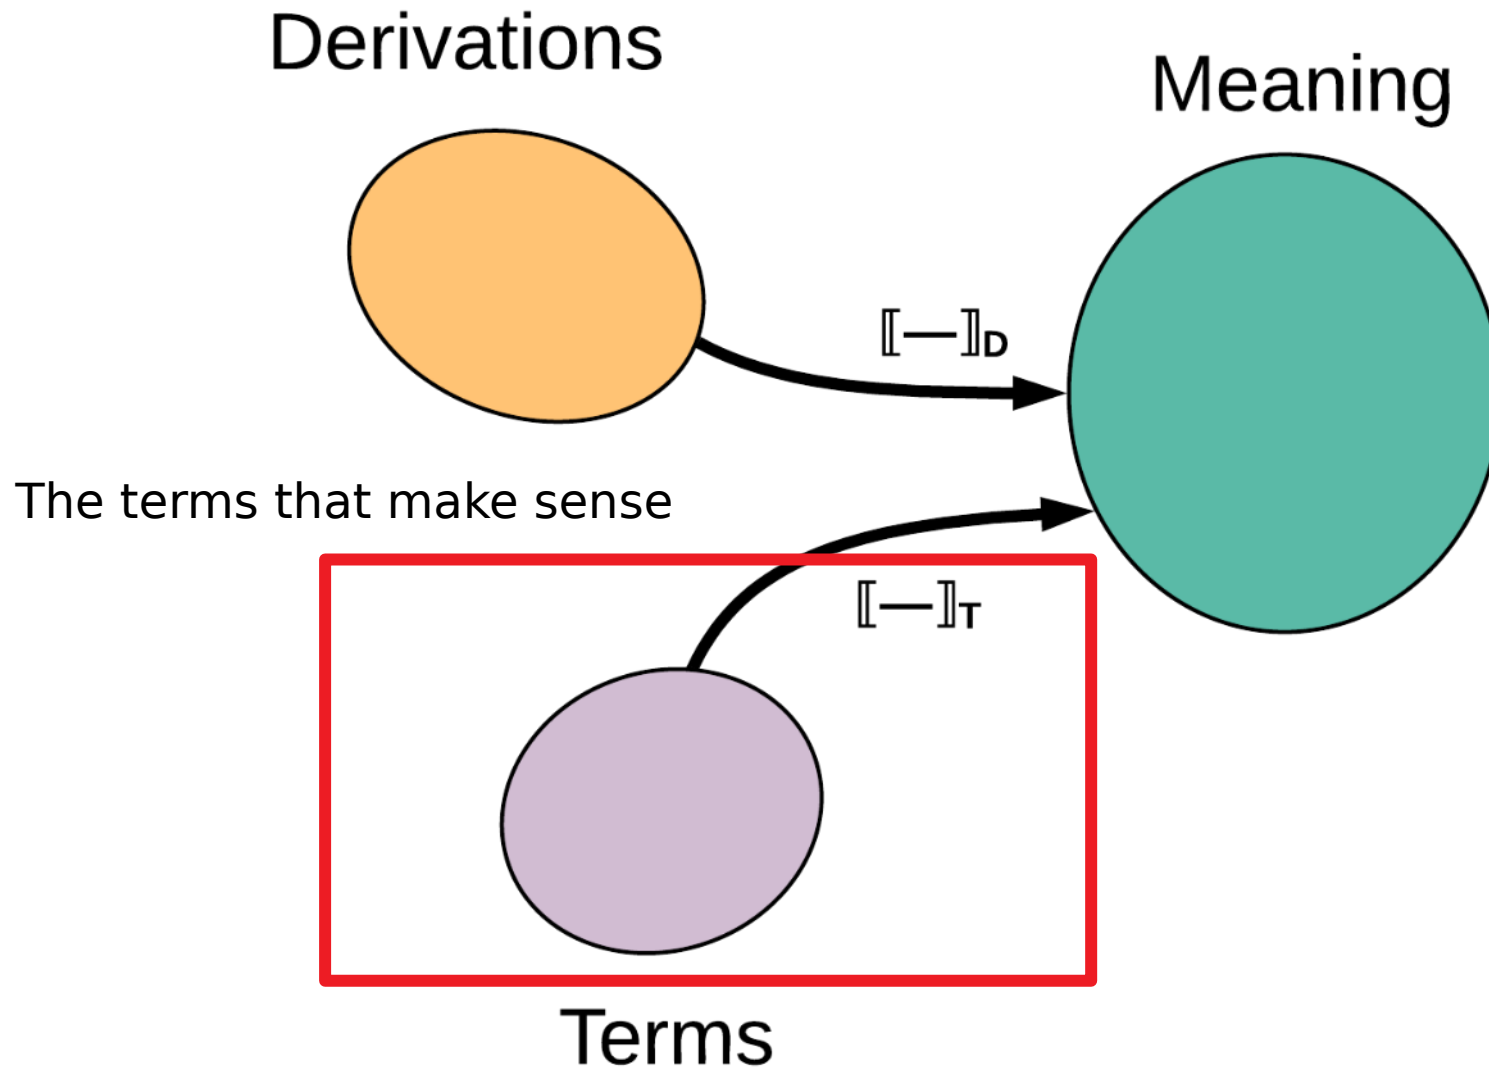 Derivations
Meaning
⟦—⟧D
The terms that make sense
⟦—⟧T
Terms